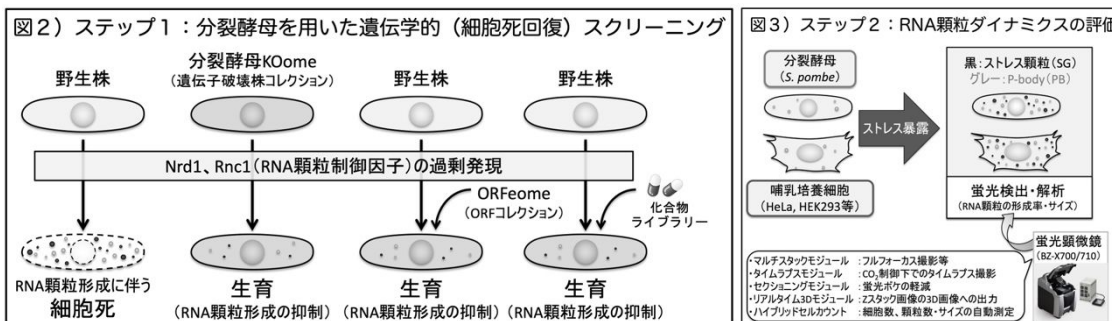 図2）ステップ1：分裂酵母を用いた遺伝学的（細胞死回復）スクリーニング
野生株
分裂酵母KOome
（遺伝子破壊株コレクション）
野生株
野生株
Nrd1、Rnc1（RNA顆粒制御因子）の過剰発現
ORFeome
（ORFコレクション）
化合物
ライブラリー
RNA顆粒形成に伴う
細胞死
生育
（RNA顆粒形成の抑制）
生育
（RNA顆粒形成の抑制）
生育
（RNA顆粒形成の抑制）
図3）ステップ2：RNA顆粒ダイナミクスの評価
分裂酵母
（S. pombe）
ストレス暴露
哺乳培養細胞
（HeLa, HEK293等）
黒：ストレス顆粒（SG）
グレー：P-body（PB）
蛍光検出・解析
（RNA顆粒の形成率・サイズ）
蛍光顕微鏡
（BZ-X700/710）
・マルチスタックモジュール ：フルフォーカス撮影等
・タイムラプスモジュール ：CO₂制御下でのタイムラプス撮影
・セクショニングモジュール ：蛍光ボケの軽減
・リアルタイム3Dモジュール ：Zスタック画像の3D画像への出力
・ハイブリッドセルカウント ：細胞数、顆粒数・サイズの自動測定